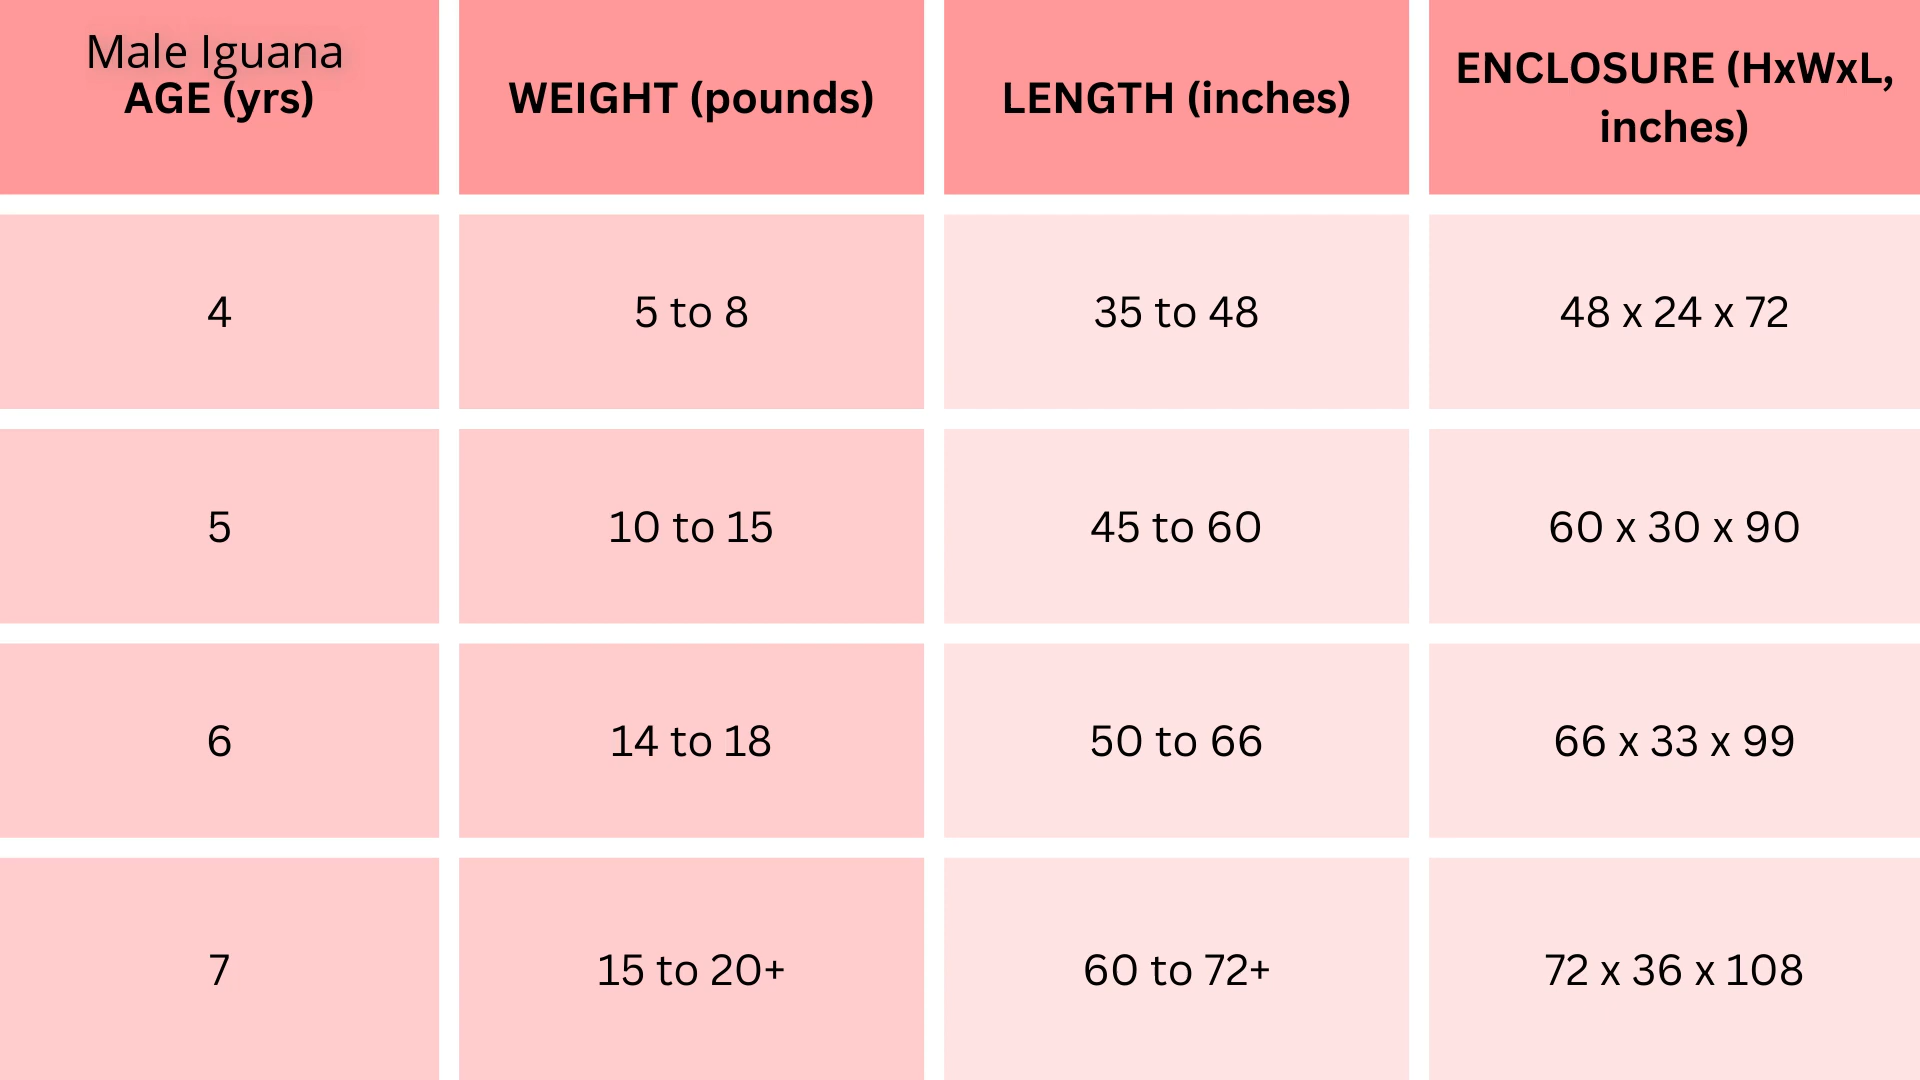 Male Iguana
AGE (yrs)
WEIGHT (pounds)
LENGTH (inches)
ENCLOSURE (HxWxL,
inches)
4
5 to 8
35 to 48
48 x 24 x 72
5
10 to 15
45 to 60
60 x 30 x 90
6
14 to 18
50 to 66
66 x 33 x 99
7
15 to 20+
60 to 72+
72 x 36 x 108